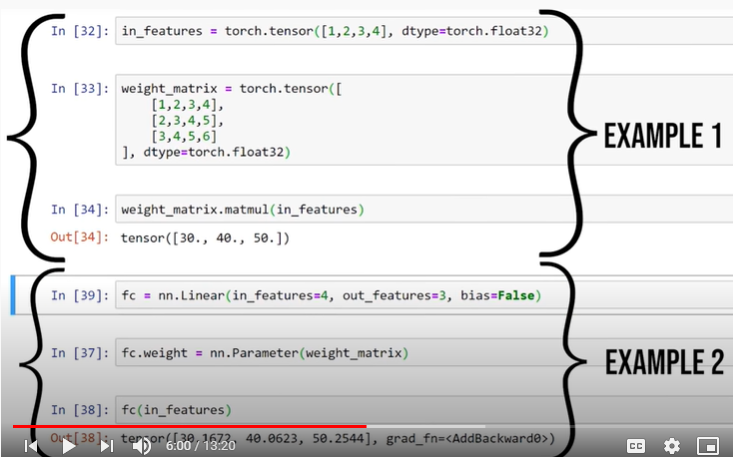 In [32]: in_features = torch.tensor([1,2,3,4], dtype=torch.float32)
In [33]: weight_matrix = torch.tensor([
[1,2,3,4],
[2,3,4,5],
[3,4,5,6]
], dtype=torch.float32)
EXAMPLE 1
In [34]: weight_matrix.matmul(in_features)
Out[34]: tensor([30., 40., 50.])
In [39]: fc = nn.Linear(in_features=4, out_features=3, bias=False)
In [37]: fc.weight = nn.Parameter(weight_matrix)
EXAMPLE 2
In [38]: fc(in_features)
Out[38]: tensor([30.1672, 40.0623, 50.2544], grad_fn=<AddBackward0>)
6:00 / 13:20
CC